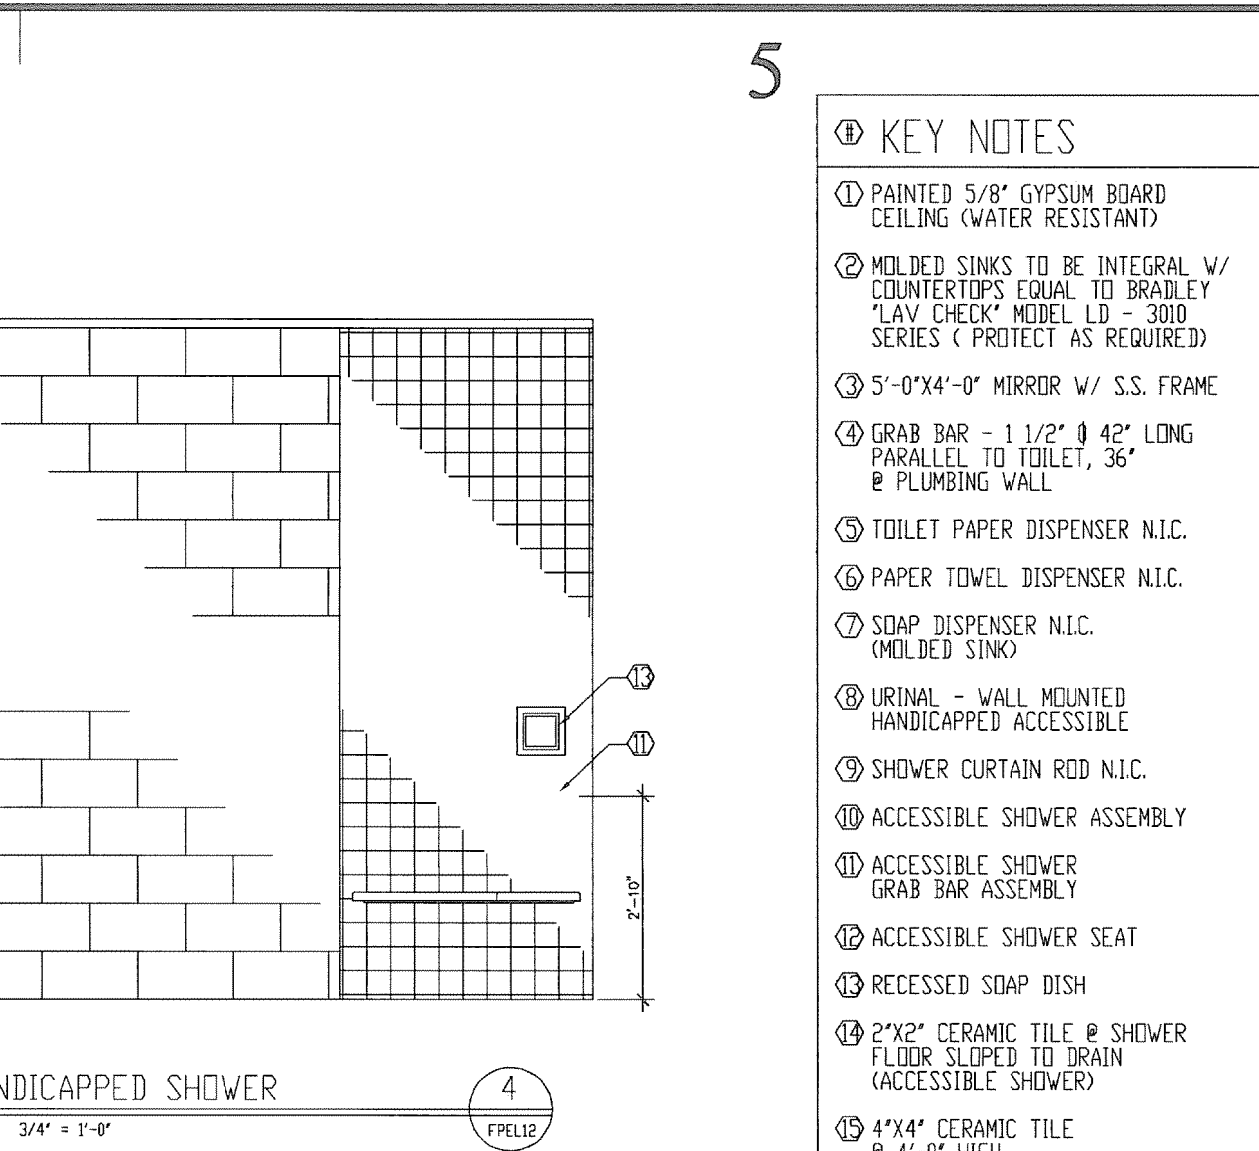 5
# KEY NOTES
1 PAINTED 5/8" GYPSUM BOARD
CEILING (WATER RESISTANT)
2 MOLDED SINKS TO BE INTEGRAL W/
COUNTERTOPS EQUAL TO BRADLEY
"LAV CHECK" MODEL LD - 3010
SERIES ( PROTECT AS REQUIRED)
3 5'-0"X4'-0" MIRROR W/ S.S. FRAME
4 GRAB BAR - 1 1/2" ϕ 42" LONG
PARALLEL TO TOILET, 36"
@ PLUMBING WALL
5 TOILET PAPER DISPENSER N.I.C.
6 PAPER TOWEL DISPENSER N.I.C.
7 SOAP DISPENSER N.I.C.
(MOLDED SINK)
8 URINAL - WALL MOUNTED
HANDICAPPED ACCESSIBLE
9 SHOWER CURTAIN ROD N.I.C.
10 ACCESSIBLE SHOWER ASSEMBLY
11 ACCESSIBLE SHOWER
GRAB BAR ASSEMBLY
12 ACCESSIBLE SHOWER SEAT
13 RECESSED SOAP DISH
14 2"X2" CERAMIC TILE @ SHOWER
FLOOR SLOPED TO DRAIN
(ACCESSIBLE SHOWER)
15 4"X4" CERAMIC TILE
@ 4'-0" HIGH
13
11
2'-10"
NDICAPPED SHOWER
3/4" = 1'-0"
4
FPEL12